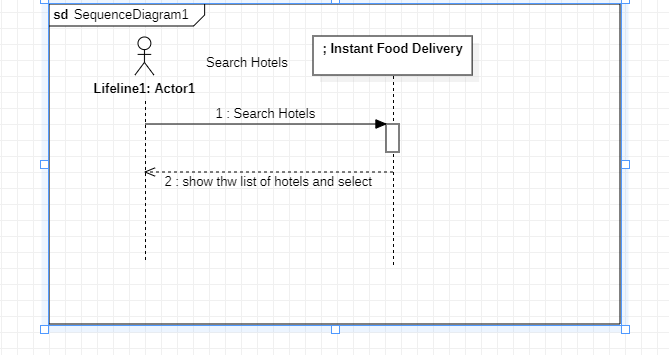 sd SequenceDiagram1
Search Hotels
; Instant Food Delivery
Lifeline1: Actor1
1 : Search Hotels
2 : show thw list of hotels and select